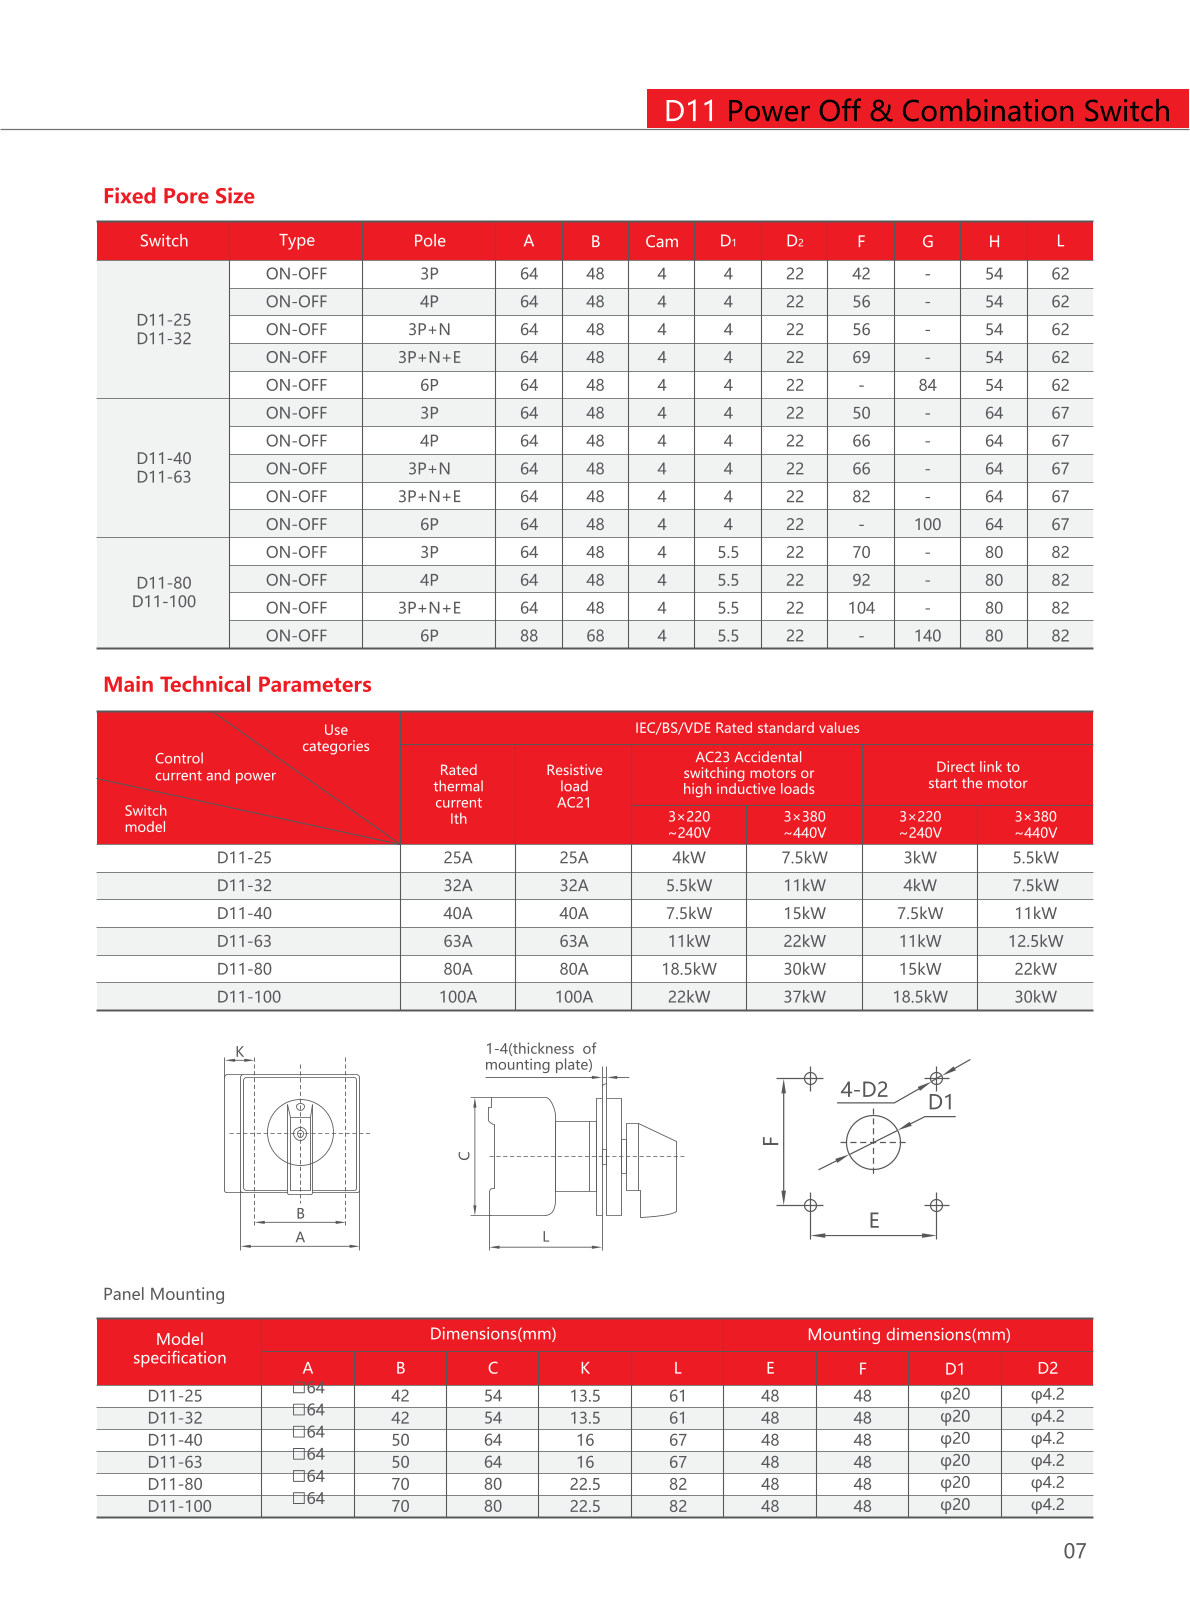 D11 Power Off & Combination Switch
Fixed Pore Size
Switch Type Pole A B Cam D1 D2 F G H L
D11-25
D11-32
ON-OFF 3P 64 48 4 4 22 42 - 54 62
ON-OFF 4P 64 48 4 4 22 56 - 54 62
ON-OFF 3P+N 64 48 4 4 22 56 - 54 62
ON-OFF 3P+N+E 64 48 4 4 22 69 - 54 62
ON-OFF 6P 64 48 4 4 22 - 84 54 62
D11-40
D11-63
ON-OFF 3P 64 48 4 4 22 50 - 64 67
ON-OFF 4P 64 48 4 4 22 66 - 64 67
ON-OFF 3P+N 64 48 4 4 22 66 - 64 67
ON-OFF 3P+N+E 64 48 4 4 22 82 - 64 67
ON-OFF 6P 64 48 4 4 22 - 100 64 67
D11-80
D11-100
ON-OFF 3P 64 48 4 5.5 22 70 - 80 82
ON-OFF 4P 64 48 4 5.5 22 92 - 80 82
ON-OFF 3P+N+E 64 48 4 5.5 22 104 - 80 82
ON-OFF 6P 88 68 4 5.5 22 - 140 80 82
Main Technical Parameters
Use
categories
Control
current and power
Switch
model
IEC/BS/VDE Rated standard values
Rated
thermal
current
Ith
Resistive
load
AC21
AC23 Accidental
switching motors or
high inductive loads
Direct link to
start the motor
3×220
~240V
3×380
~440V
3×220
~240V
3×380
~440V
D11-25 25A 25A 4kW 7.5kW 3kW 5.5kW
D11-32 32A 32A 5.5kW 11kW 4kW 7.5kW
D11-40 40A 40A 7.5kW 15kW 7.5kW 11kW
D11-63 63A 63A 11kW 22kW 11kW 12.5kW
D11-80 80A 80A 18.5kW 30kW 15kW 22kW
D11-100 100A 100A 22kW 37kW 18.5kW 30kW
K
B
A
1-4(thickness of
mounting plate)
C
L
4-D2
D1
F
E
Panel Mounting
Model
specification
Dimensions(mm) Mounting dimensions(mm)
A B C K L E F D1 D2
D11-25 □64 42 54 13.5 61 48 48 φ20 φ4.2
D11-32 □64 42 54 13.5 61 48 48 φ20 φ4.2
D11-40 □64 50 64 16 67 48 48 φ20 φ4.2
D11-63 □64 50 64 16 67 48 48 φ20 φ4.2
D11-80 □64 70 80 22.5 82 48 48 φ20 φ4.2
D11-100 □64 70 80 22.5 82 48 48 φ20 φ4.2
07